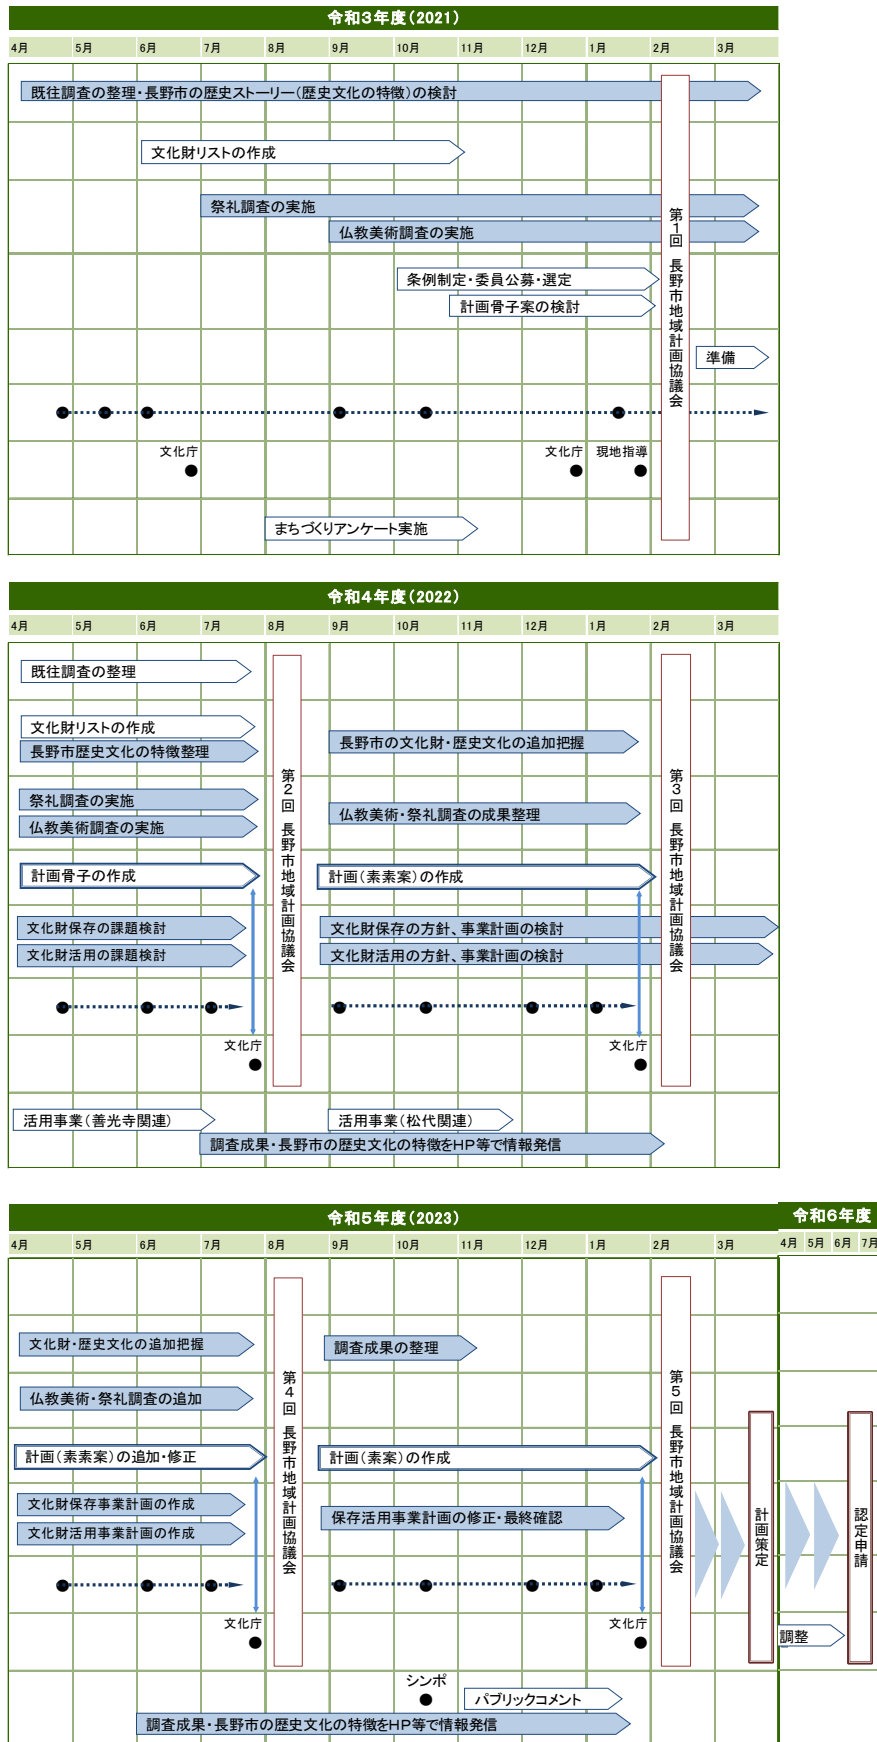 令和3年度(2021)
4月 5月 6月 7月 8月 9月 10月 11月 12月 1月 2月 3月
既往調査の整理・長野市の歴史ストーリー(歴史文化の特徴)の検討
文化財リストの作成
祭礼調査の実施
仏教美術調査の実施
条例制定・委員公募・選定
計画骨子案の検討
第1回 長野市地域計画協議会
準備
文化庁
文化庁
現地指導
まちづくりアンケート実施
令和4年度(2022)
4月 5月 6月 7月 8月 9月 10月 11月 12月 1月 2月 3月
既往調査の整理
文化財リストの作成
長野市歴史文化の特徴整理
長野市の文化財・歴史文化の追加把握
祭礼調査の実施
仏教美術調査の実施
仏教美術・祭礼調査の成果整理
計画骨子の作成
計画(素素案)の作成
文化財保存の課題検討
文化財活用の課題検討
文化財保存の方針、事業計画の検討
文化財活用の方針、事業計画の検討
第2回 長野市地域計画協議会
第3回 長野市地域計画協議会
文化庁
文化庁
活用事業(善光寺関連)
活用事業(松代関連)
調査成果・長野市の歴史文化の特徴をHP等で情報発信
令和5年度(2023)
令和6年度
4月 5月 6月 7月 8月 9月 10月 11月 12月 1月 2月 3月
4月 5月 6月 7月
文化財・歴史文化の追加把握
調査成果の整理
仏教美術・祭礼調査の追加
計画(素素案)の追加・修正
計画(素案)の作成
文化財保存事業計画の作成
文化財活用事業計画の作成
保存活用事業計画の修正・最終確認
第4回 長野市地域計画協議会
第5回 長野市地域計画協議会
計画策定
認定申請
文化庁
文化庁
調整
シンポ
パブリックコメント
調査成果・長野市の歴史文化の特徴をHP等で情報発信